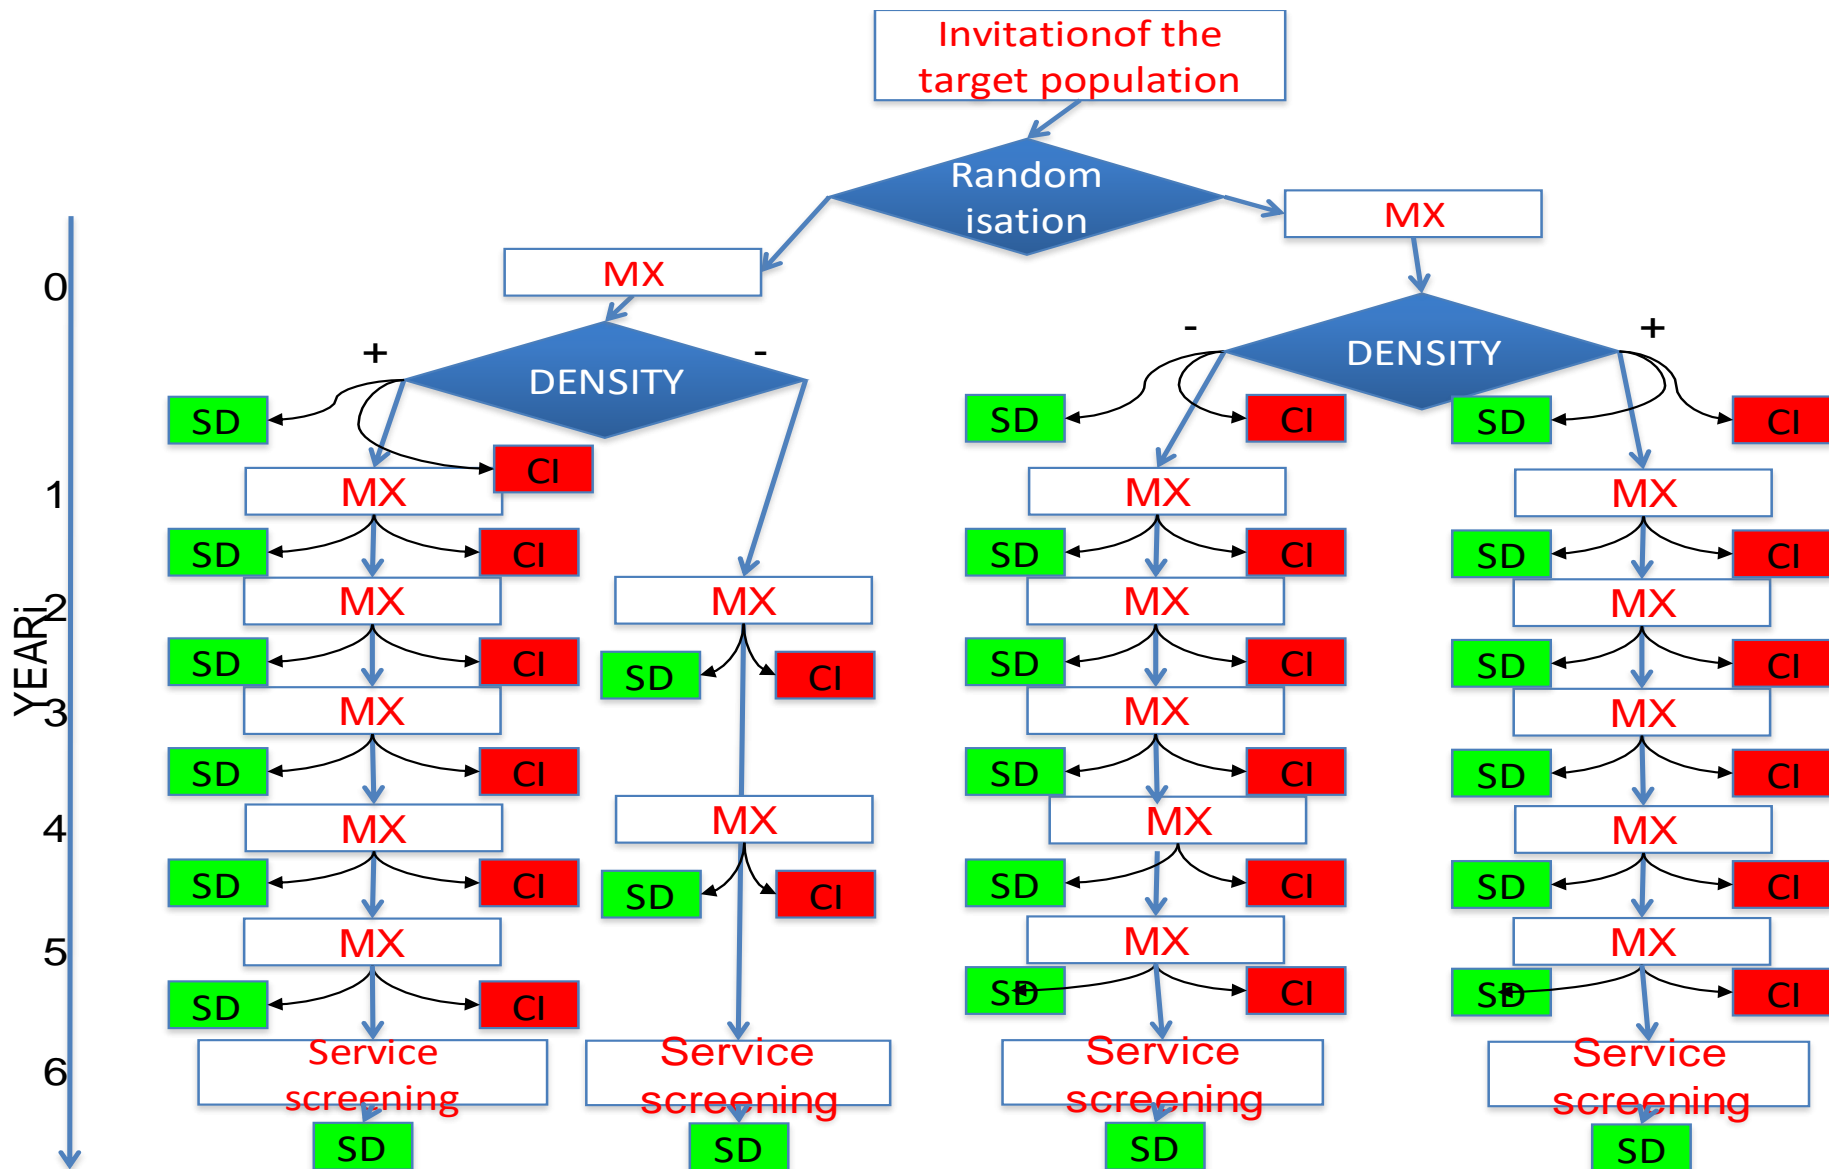 Invitationof the
target population
Random
isation
MX
MX
0
- +
+ -
DENSITY
DENSITY
SD
SD CI SD CI
CI
1
MX MX MX
SD CI SD CI SD CI
YEARi
2
MX MX MX MX
SD CI SD CI SD CI SD CI
3
MX MX MX
SD CI SD CI SD CI
4
MX MX MX MX
SD CI SD CI SD CI SD CI
5
MX MX MX
SD CI SD CI SD CI
6
Service
screening
Service
screening
Service
screening
Service
screening
SD SD SD SD